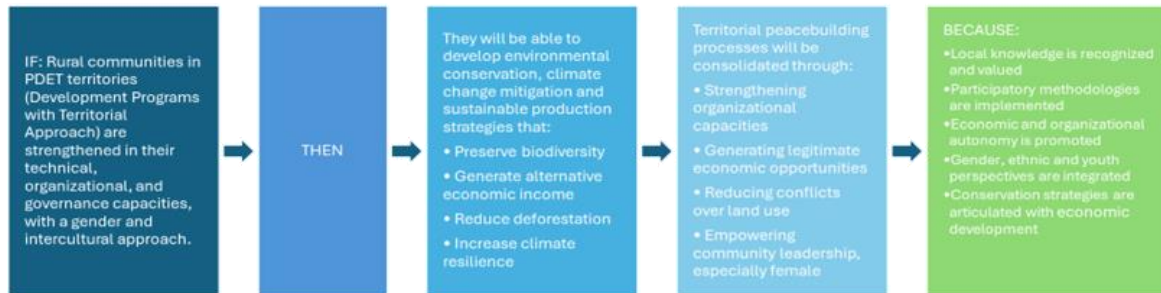 IF: Rural communities in
PDET territories
(Development Programs
with Territorial
Approach) are
strengthened in their
technical,
organizational, and
governance capacities,
with a gender and
intercultural approach.
THEN
They will be able to
develop environmental
conservation, climate
change mitigation and
sustainable production
strategies that:
• Preserve biodiversity
• Generate alternative
economic income
• Reduce deforestation
• Increase climate
resilience
Territorial peacebuilding
processes will be
consolidated through:
• Strengthening
organizational
capacities
• Generating legitimate
economic opportunities
• Reducing conflicts
over land use
• Empowering
community leadership,
especially female
BECAUSE:
•Local knowledge is recognized
and valued
•Participatory methodologies
are implemented
•Economic and organizational
autonomy is promoted
•Gender, ethnic and youth
perspectives are integrated
•Conservation strategies are
articulated with economic
development